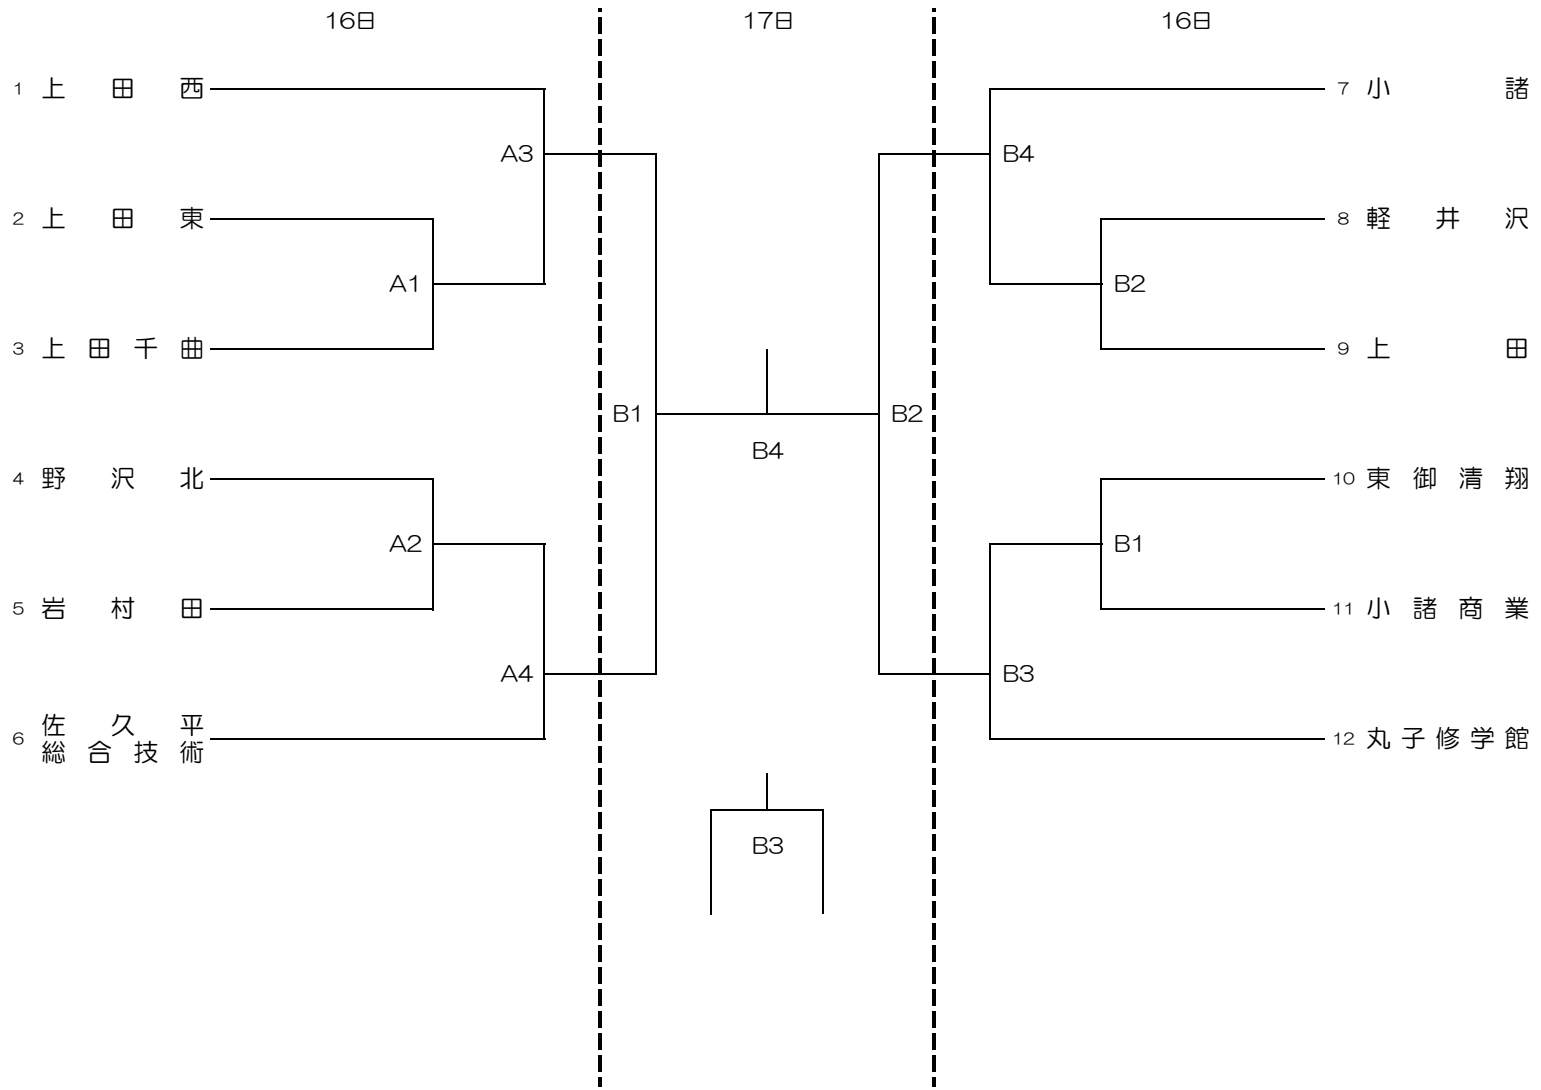 16日 17日 16日
1 上田西
7 小諸
A3
B4
2 上田東
8 軽井沢
A1
B2
3 上田千曲
9 上田
B1
B2
B4
4 野沢北
10 東御清翔
A2
B1
5 岩村田
11 小諸商業
A4
B3
6 佐久平
総合技術
12 丸子修学館
B3